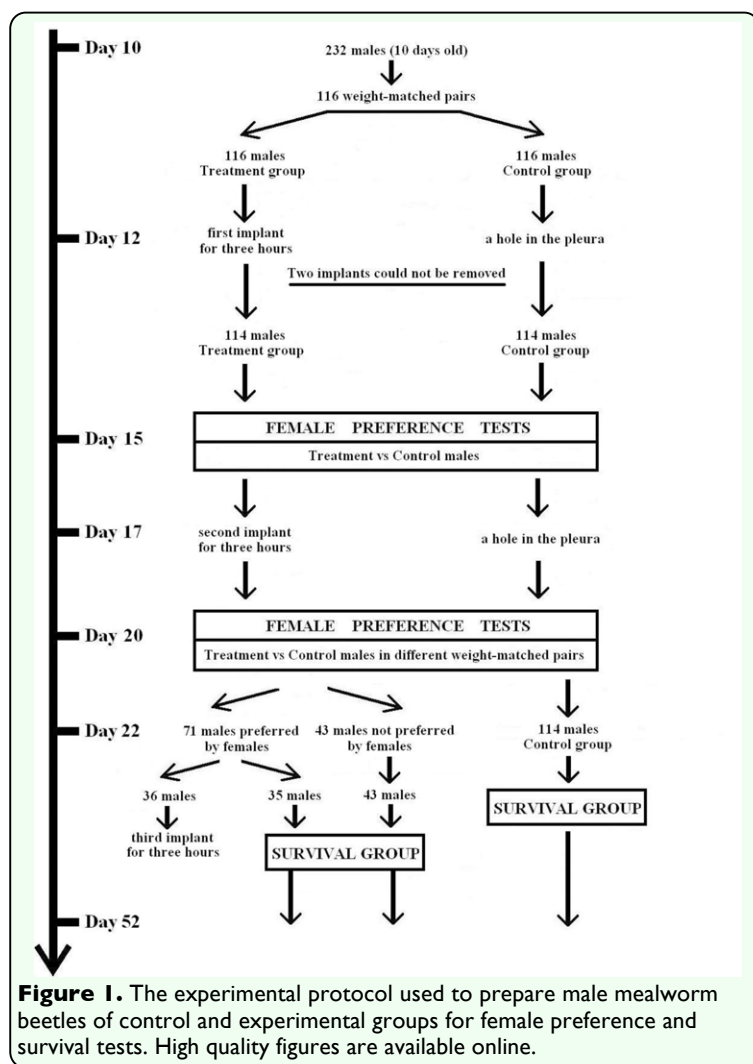 Day 10
232 males (10 days old)
116 weight-matched pairs
116 males
Treatment group
116 males
Control group
Day 12
first implant
for three hours
a hole in the pleura
Two implants could not be removed
114 males
Treatment group
114 males
Control group
Day 15
FEMALE PREFERENCE TESTS
Treatment vs Control males
Day 17
second implant
for three hours
a hole in the pleura
Day 20
FEMALE PREFERENCE TESTS
Treatment vs Control males in different weight-matched pairs
Day 22
71 males preferred
by females
43 males not preferred
by females
114 males
Control group
36 males
35 males
43 males
SURVIVAL GROUP
third implant
for three hours
SURVIVAL GROUP
Day 52
Figure 1. The experimental protocol used to prepare male mealworm
beetles of control and experimental groups for female preference and
survival tests. High quality figures are available online.